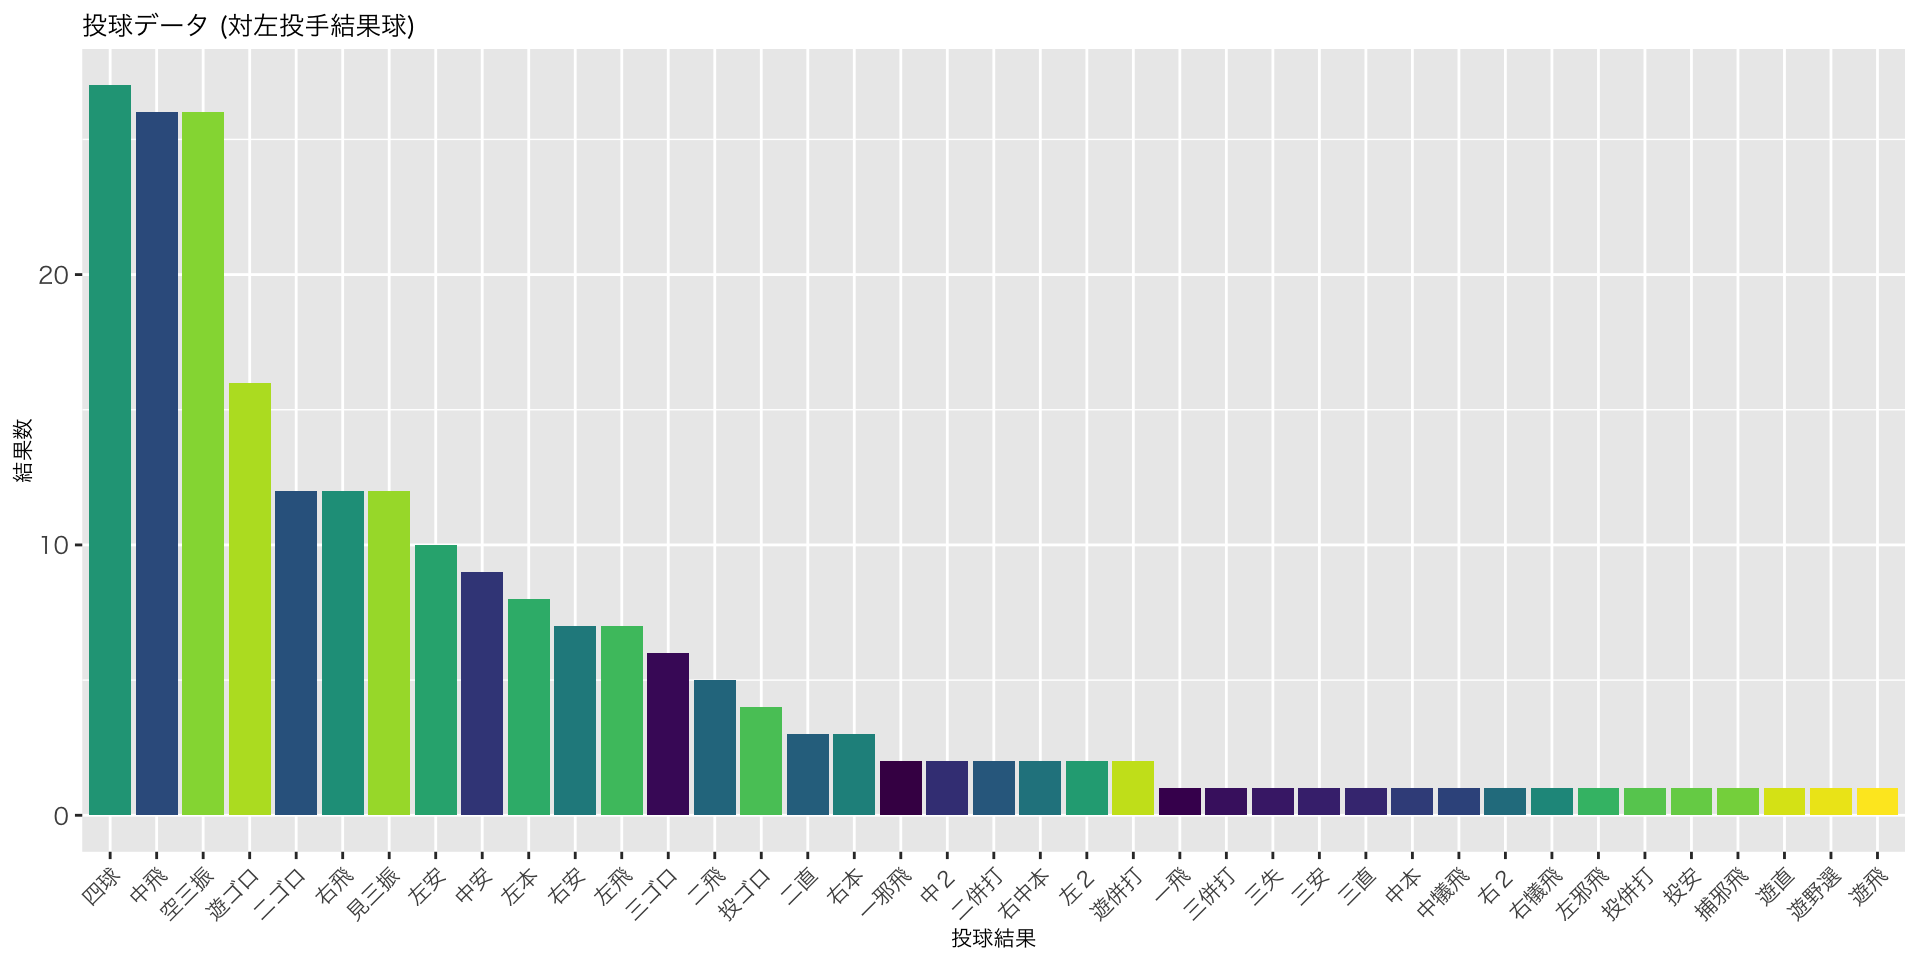 投球データ (対左投手結果球)
結果数
20
10
0
四球
中飛
空三振
遊ゴロ
二ゴロ
右飛
見三振
左安
中安
左本
右安
左飛
三ゴロ
二飛
投ゴロ
二直
右本
一邪飛
中２
二併打
右中本
左２
遊併打
一飛
三併打
三失
三安
三直
中本
中犠飛
右２
右犠飛
左邪飛
投併打
投安
捕邪飛
遊直
遊野選
遊飛
投球結果